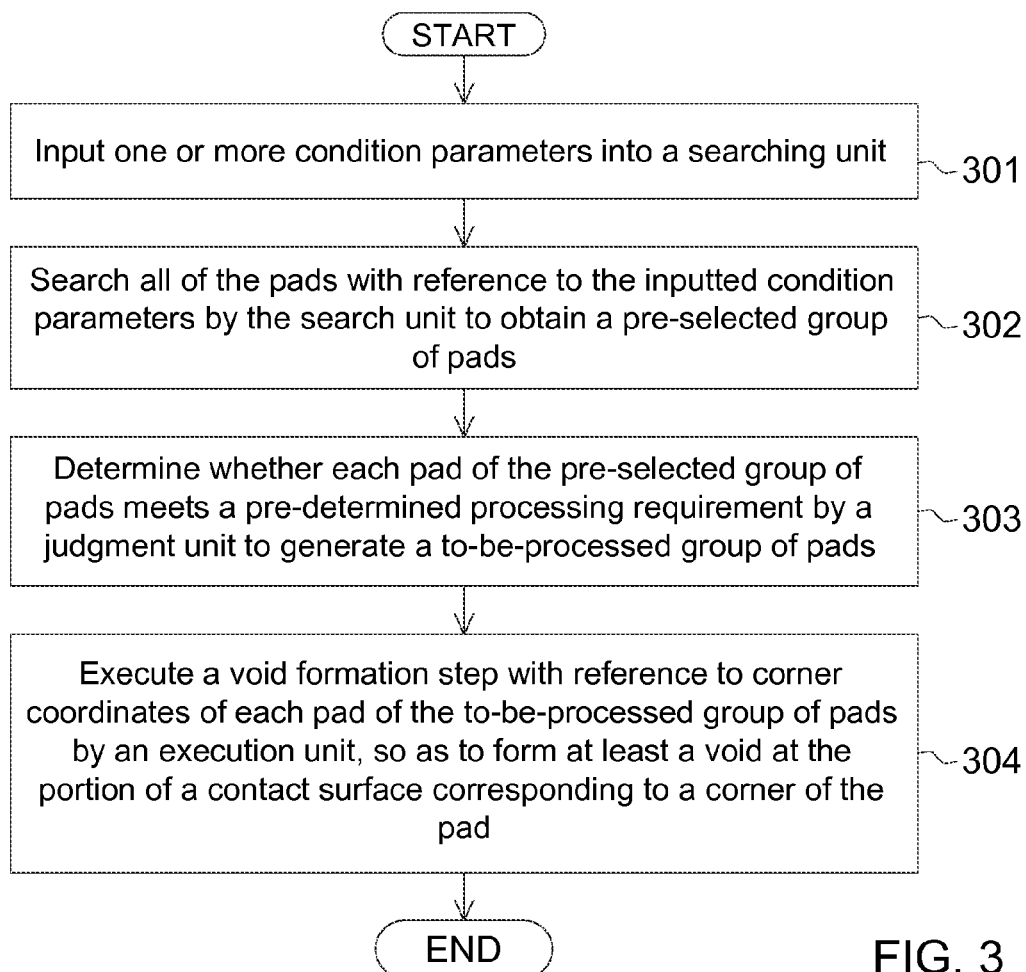 START
Input one or more condition parameters into a searching unit
301
Search all of the pads with reference to the inputted condition
parameters by the search unit to obtain a pre-selected group
of pads
302
Determine whether each pad of the pre-selected group of
pads meets a pre-determined processing requirement by a
judgment unit to generate a to-be-processed group of pads
303
Execute a void formation step with reference to corner
coordinates of each pad of the to-be-processed group of pads
by an execution unit, so as to form at least a void at the
portion of a contact surface corresponding to a corner of the
pad
304
END
FIG. 3